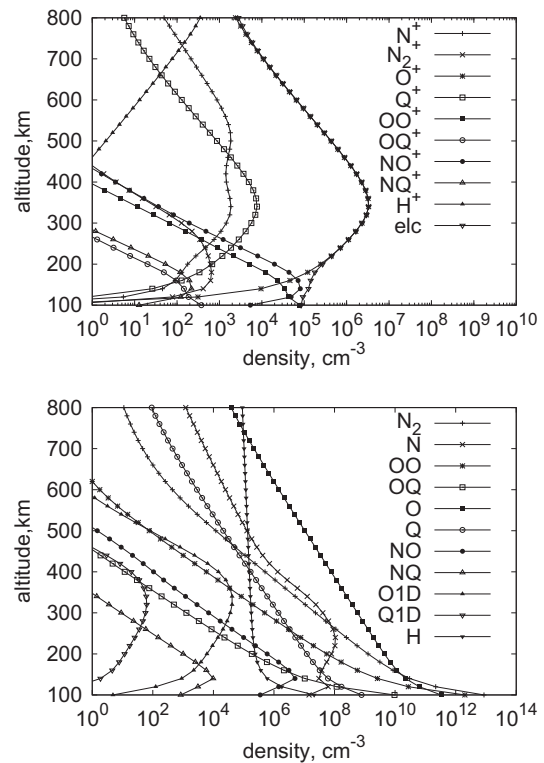 800
700
600
500
400
300
200
100
altitude,km
10^0 10^1 10^2 10^3 10^4 10^5 10^6 10^7 10^8 10^9 10^10
density, cm^-3
N^+
N_2^+
O^+
Q^+
OO^+
OQ^+
NO^+
NQ^+
H^+
elc
800
700
600
500
400
300
200
100
altitude,km
10^0 10^2 10^4 10^6 10^8 10^10 10^12 10^14
density, cm^-3
N_2
N
OO
OQ
O
Q
NO
NQ
O1D
Q1D
H